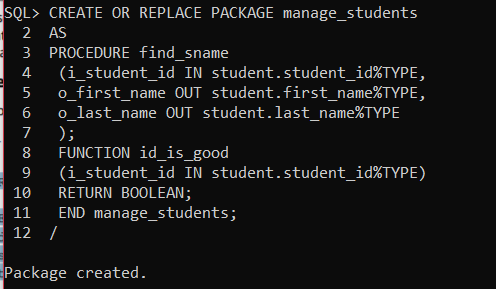 SQL> CREATE OR REPLACE PACKAGE manage_students
2 AS
3 PROCEDURE find_sname
4 (i_student_id IN student.student_id%TYPE,
5 o_first_name OUT student.first_name%TYPE,
6 o_last_name OUT student.last_name%TYPE
7 );
8 FUNCTION id_is_good
9 (i_student_id IN student.student_id%TYPE)
10 RETURN BOOLEAN;
11 END manage_students;
12 /
Package created.